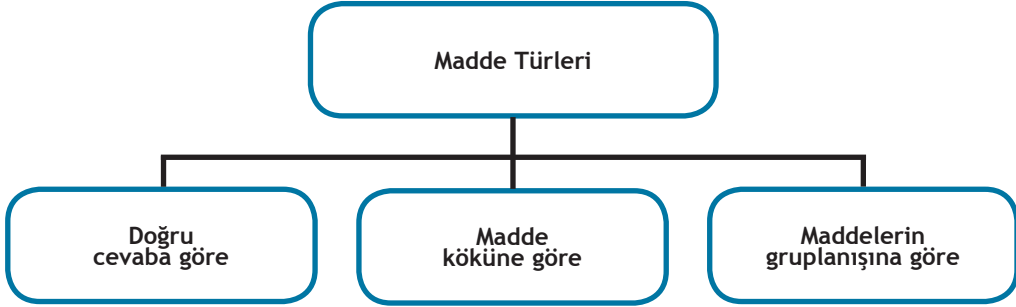 Madde Türleri
Doğru
cevaba göre
Madde
köküne göre
Maddelerin
gruplanışına göre